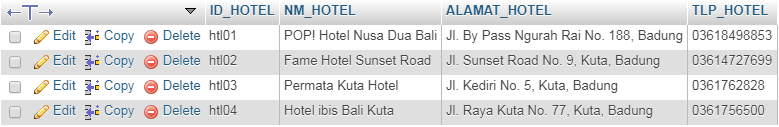 ID_HOTEL NM_HOTEL ALAMAT_HOTEL TLP_HOTEL
Edit Copy Delete htl01 POP! Hotel Nusa Dua Bali Jl. By Pass Ngurah Rai No. 188, Badung 03618498853
Edit Copy Delete htl02 Fame Hotel Sunset Road Jl. Sunset Road No. 9, Kuta, Badung 03614727699
Edit Copy Delete htl03 Permata Kuta Hotel Jl. Kediri No. 5, Kuta, Badung 0361762828
Edit Copy Delete htl04 Hotel ibis Bali Kuta Jl. Raya Kuta No. 77, Kuta, Badung 0361756500